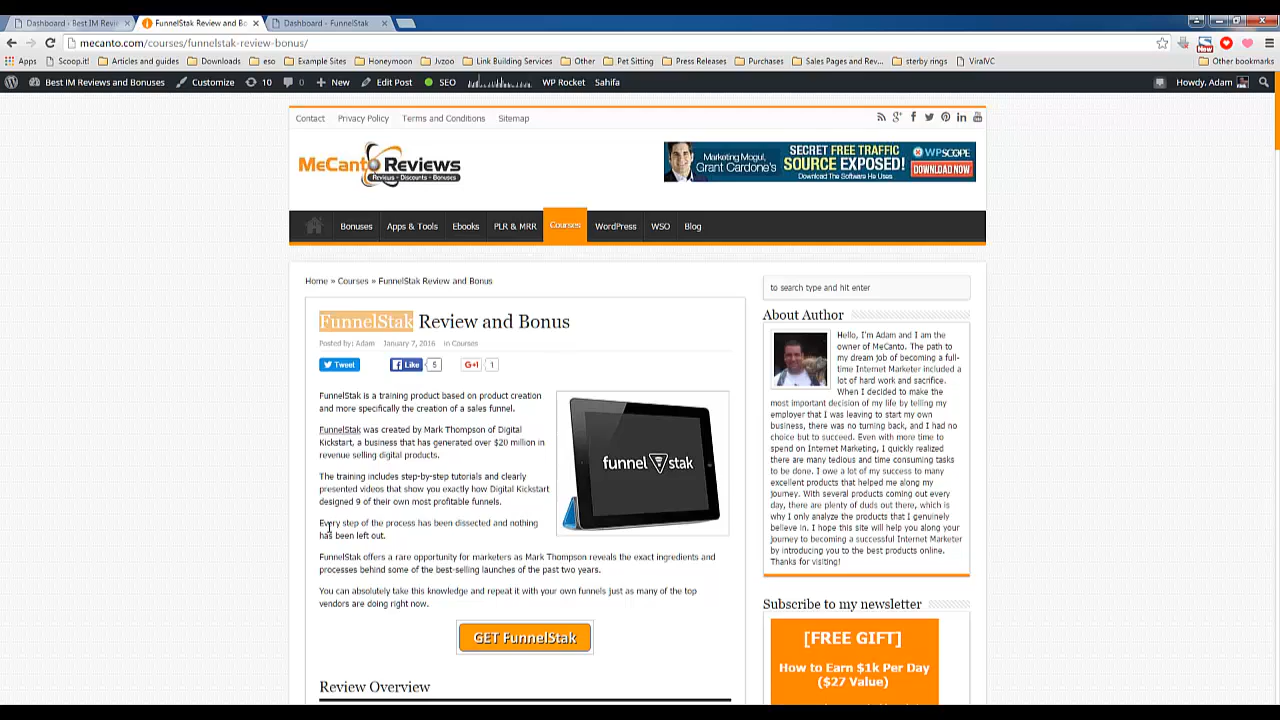 Dashboard ‹ Best IM Revi
FunnelStak Review and Bo
Dashboard - FunnelStak
mecanto.com/courses/funnelstak-review-bonus/
Apps Scoop.it! Articles and guides Downloads eso Example Sites Honeymoon Jvzoo Link Building Services Other Pet Sitting Press Releases Purchases Sales Pages and Rev... sterby rings ViralVC Other bookmarks
Best IM Reviews and Bonuses Customize 10 0 New Edit Post SEO WP Rocket Sahifa Howdy, Adam
Contact Privacy Policy Terms and Conditions Sitemap
MeCanto Reviews
Reviews - Discounts - Bonuses
Marketing Mogul,
Grant Cardone's
SECRET FREE TRAFFIC
SOURCE EXPOSED!
Download The Software He Uses
WPSCOPE
DOWNLOAD NOW
Bonuses Apps & Tools Ebooks PLR & MRR Courses WordPress WSO Blog
Home » Courses » FunnelStak Review and Bonus
FunnelStak Review and Bonus
Posted by: Adam January 7, 2016 in Courses
Tweet Like 5 G+1 1
FunnelStak is a training product based on product creation
and more specifically the creation of a sales funnel.
FunnelStak was created by Mark Thompson of Digital
Kickstart, a business that has generated over $20 million in
revenue selling digital products.
The training includes step-by-step tutorials and clearly
presented videos that show you exactly how Digital Kickstart
designed 9 of their own most profitable funnels.
Every step of the process has been dissected and nothing
has been left out.
funnel stak
FunnelStak offers a rare opportunity for marketers as Mark Thompson reveals the exact ingredients and
processes behind some of the best-selling launches of the past two years.
You can absolutely take this knowledge and repeat it with your own funnels just as many of the top
vendors are doing right now.
GET FunnelStak
Review Overview
to search type and hit enter
About Author
Hello, I'm Adam and I am the
owner of MeCanto. The path to
my dream job of becoming a full-
time Internet Marketer included a
lot of hard work and sacrifice.
When I decided to make the
most important decision of my life by telling my
employer that I was leaving to start my own
business, there was no turning back, and I had no
choice but to succeed. Even with more time to
spend on Internet Marketing, I quickly realized
there are many tedious and time consuming tasks
to be done. I owe a lot of my success to many
excellent products that helped me along my
journey. With several products coming out every
day, there are plenty of duds out there, which is
why I only analyze the products that I genuinely
believe in. I hope this site will help you along your
journey to becoming a successful Internet Marketer
by introducing you to the best products online.
Thanks for visiting!
Subscribe to my newsletter
[FREE GIFT]
How to Earn $1k Per Day
($27 Value)